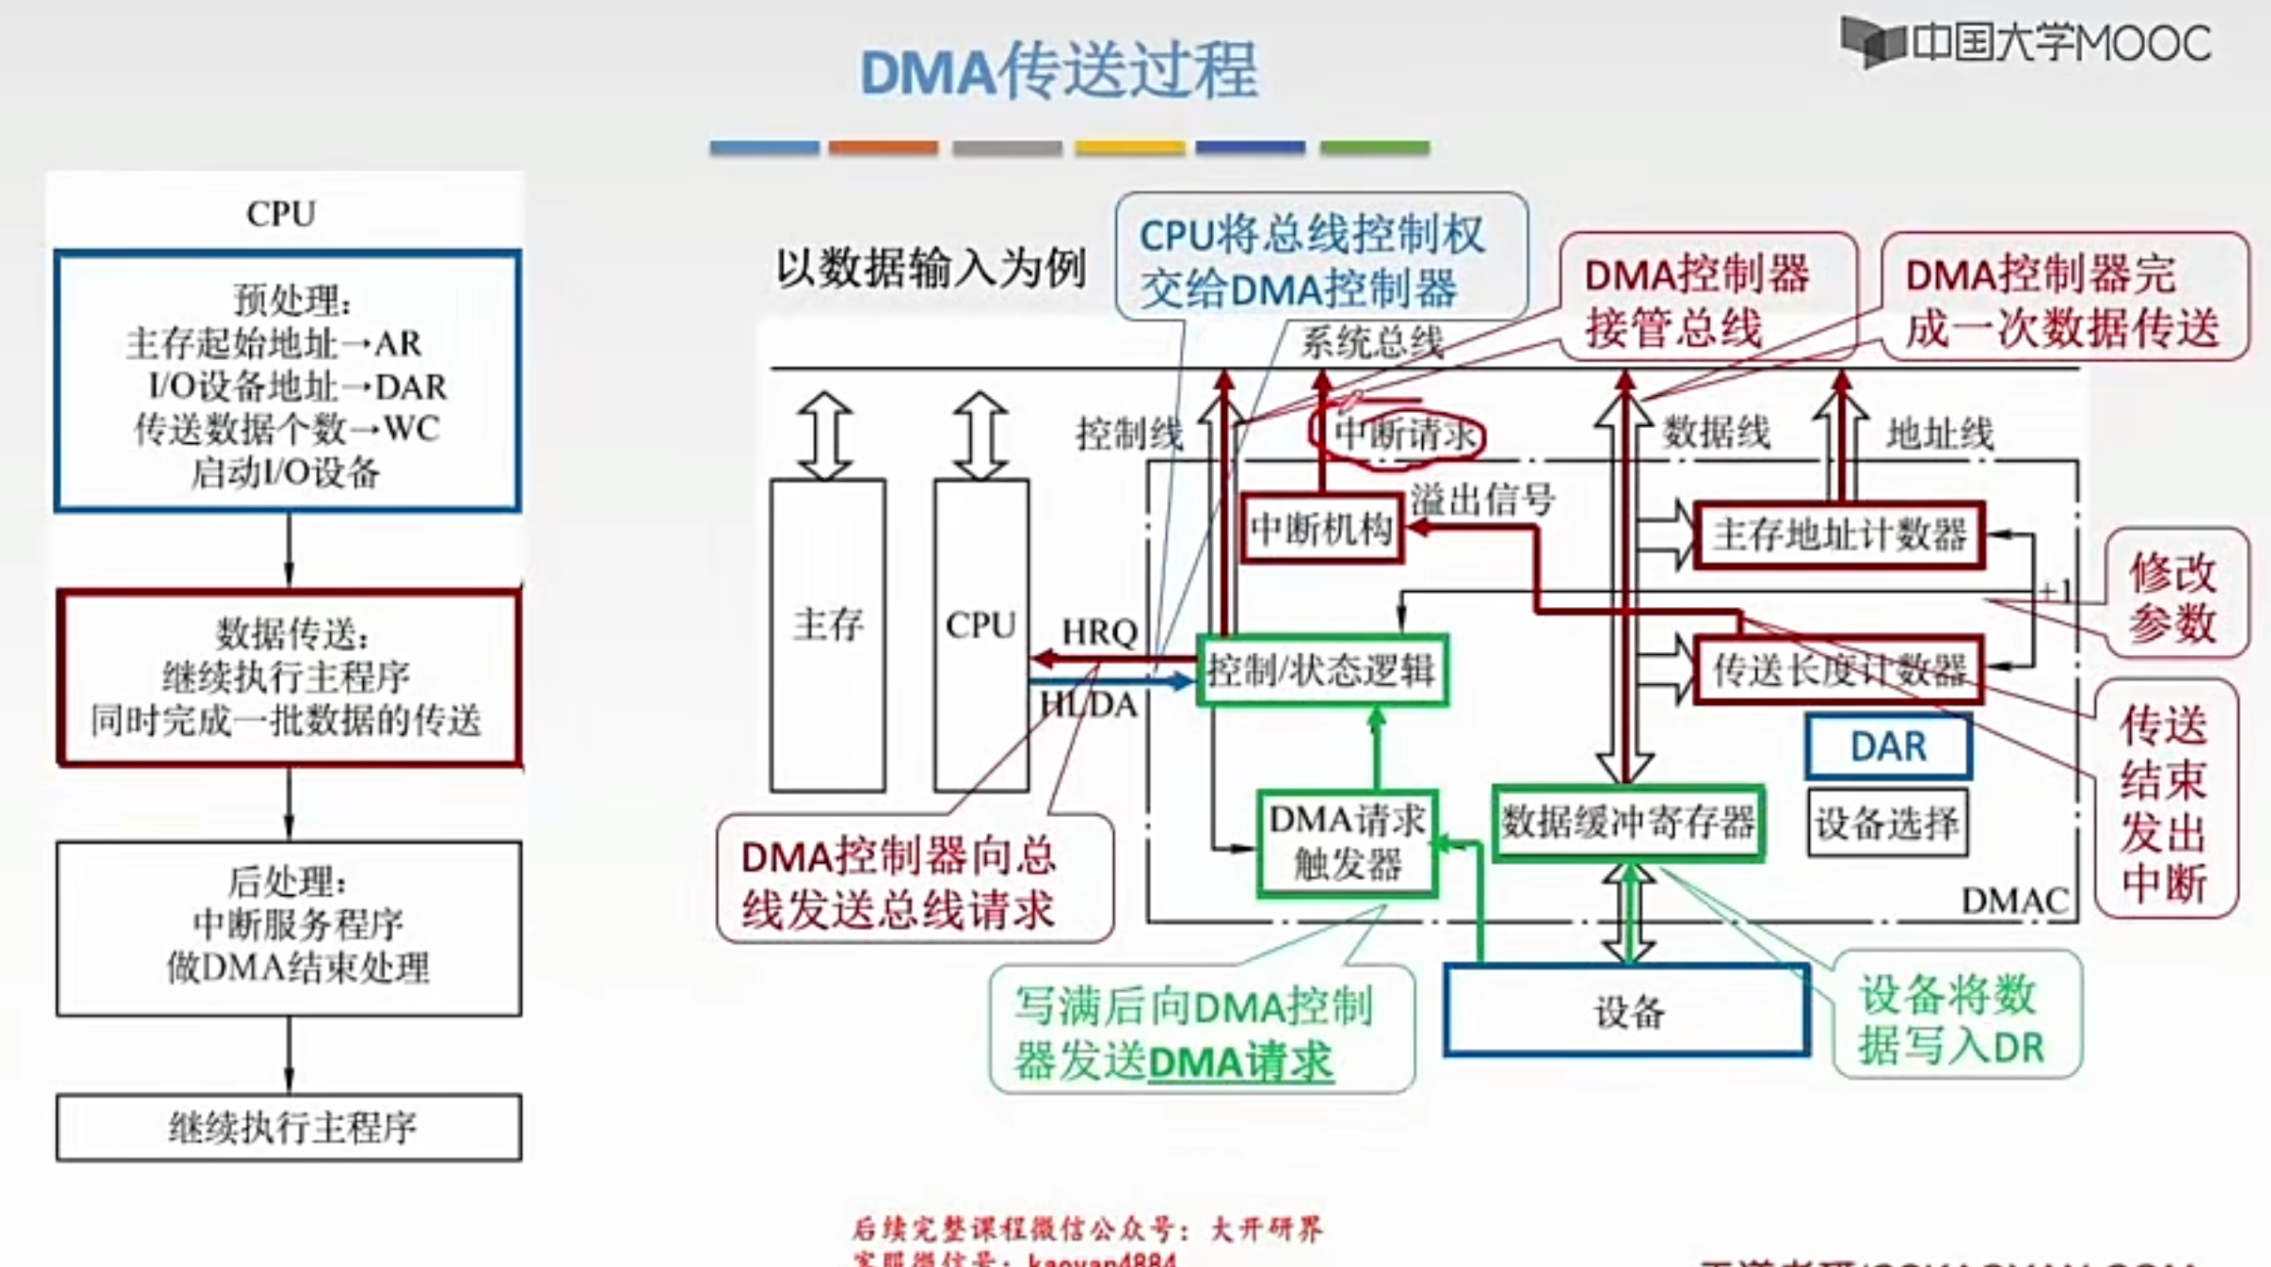 DMA传送过程
中国大学MOOC
CPU
预处理：
主存起始地址→AR
I/O设备地址→DAR
传送数据个数→WC
启动I/O设备
数据传送：
继续执行主程序
同时完成一批数据的传送
后处理：
中断服务程序
做DMA结束处理
继续执行主程序
以数据输入为例
CPU将总线控制权
交给DMA控制器
DMA控制器
接管总线
DMA控制器完
成一次数据传送
系统总线
控制线
中断请求
数据线
地址线
中断机构
溢出信号
主存地址计数器
+1
修改
参数
主存
CPU
HRQ
HLDA
控制/状态逻辑
传送长度计数器
传送
结束
发出
中断
DAR
设备选择
DMA请求
触发器
数据缓冲寄存器
DMAC
DMA控制器向总
线发送总线请求
写满后向DMA控制
器发送DMA请求
设备
设备将数
据写入DR
后续完整课程微信公众号：大开研界
客服微信号：kaoyan4884